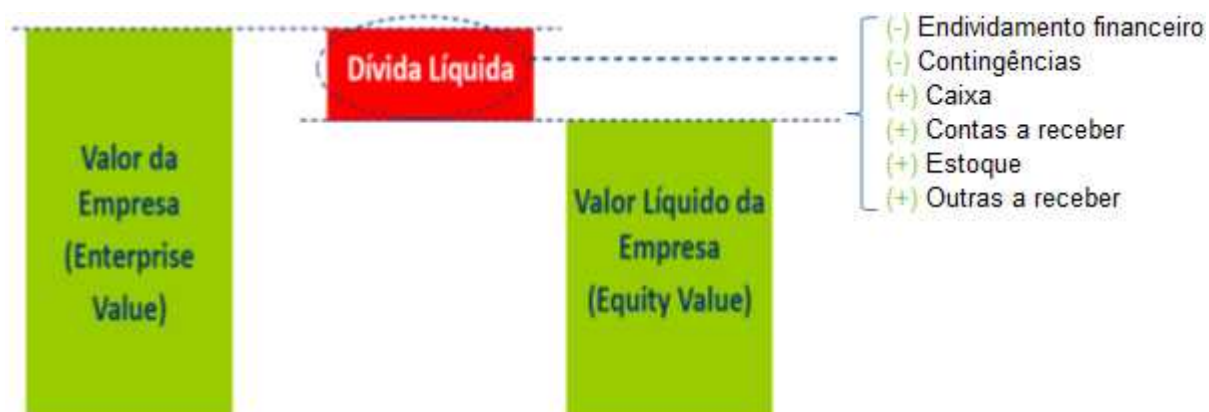 Valor da
Empresa
(Enterprise
Value)
Dívida Líquida
Valor Líquido da
Empresa
(Equity Value)
(-) Endividamento financeiro
(-) Contingências
(+) Caixa
(+) Contas a receber
(+) Estoque
(+) Outras a receber